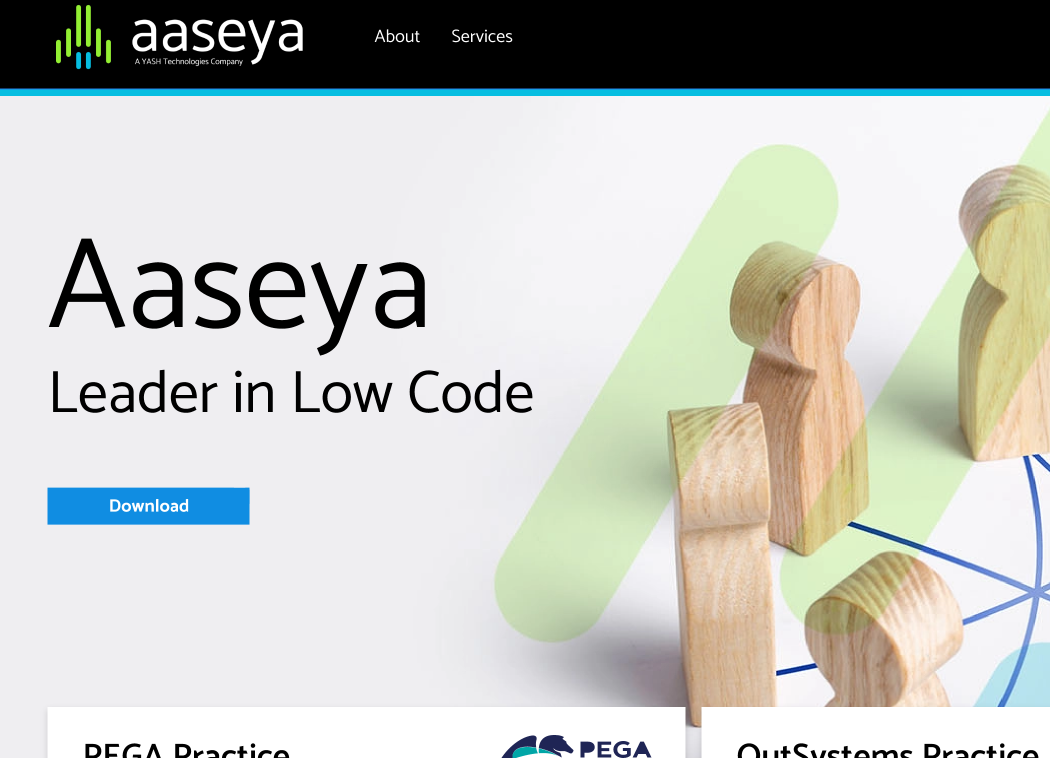 aaseya
A YASH Technologies Company
About
Services
Aaseya
Leader in Low Code
Download
PEGA Practice
PEGA
OutSystems Practice